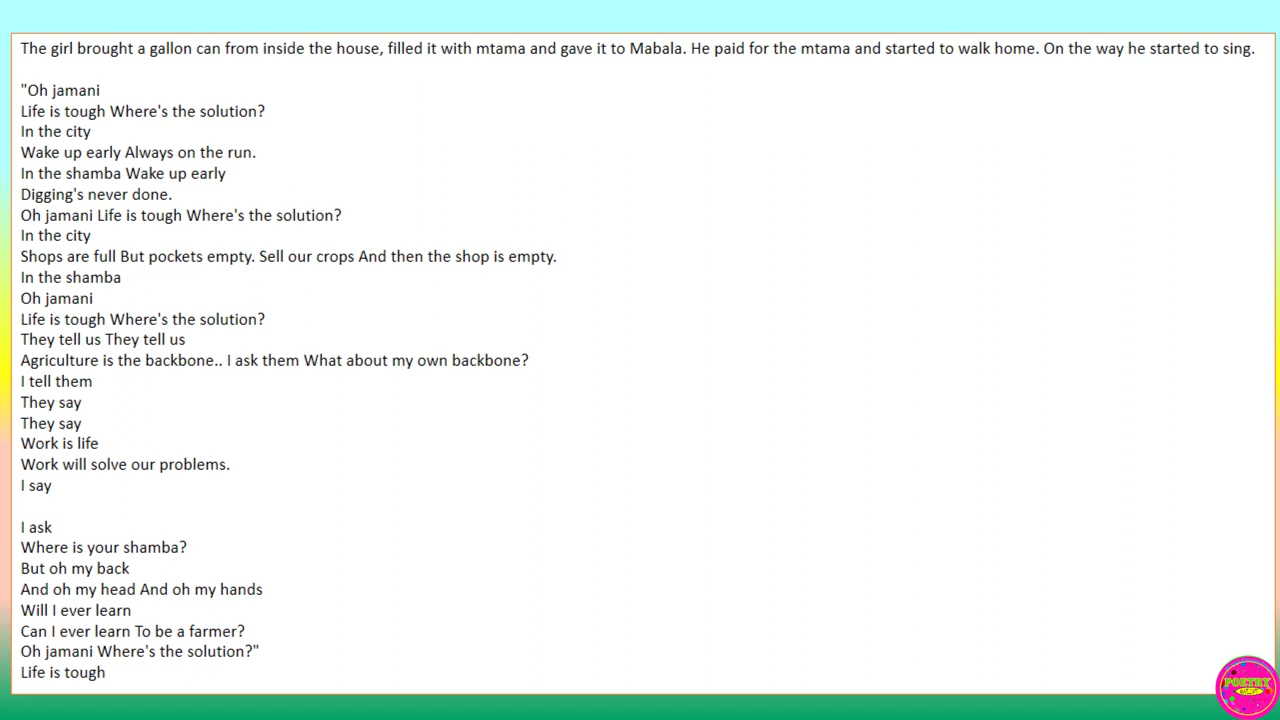 The girl brought a gallon can from inside the house, filled it with mtama and gave it to Mabala. He paid for the mtama and started to walk home. On the way he started to sing.
"Oh jamani
Life is tough Where's the solution?
In the city
Wake up early Always on the run.
In the shamba Wake up early
Digging's never done.
Oh jamani Life is tough Where's the solution?
In the city
Shops are full But pockets empty. Sell our crops And then the shop is empty.
In the shamba
Oh jamani
Life is tough Where's the solution?
They tell us They tell us
Agriculture is the backbone.. I ask them What about my own backbone?
I tell them
They say
They say
Work is life
Work will solve our problems.
I say
I ask
Where is your shamba?
But oh my back
And oh my head And oh my hands
Will I ever learn
Can I ever learn To be a farmer?
Oh jamani Where's the solution?"
Life is tough
POETRY